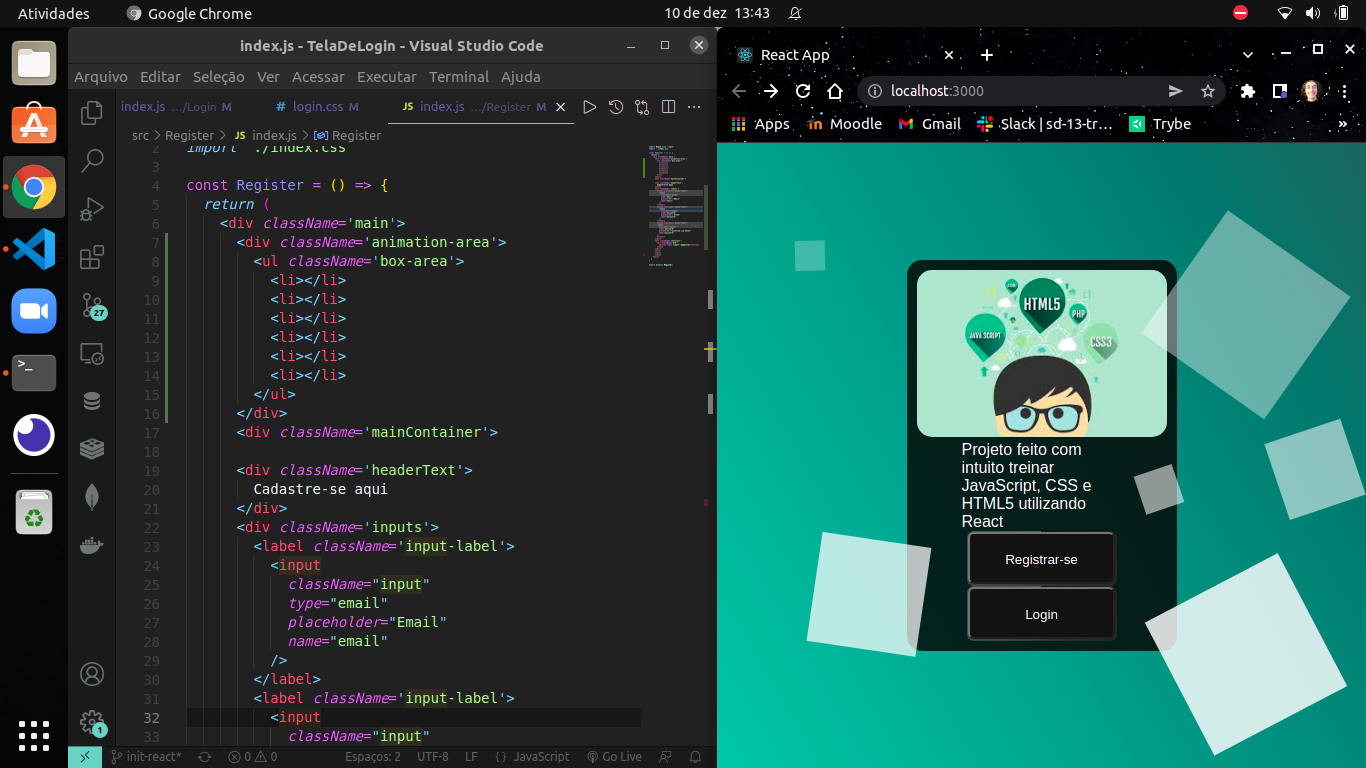 Atividades
Google Chrome
10 de dez 13:43
index.js - TelaDeLogin - Visual Studio Code
Arquivo Editar Seleção Ver Acessar Executar Terminal Ajuda
index.js .../Login M # login.css M JS index.js .../Register M
src > Register > JS index.js > Register
2 import './index.css'
3
4 const Register = () => {
5 return (
6 <div className='main'>
7 <div className='animation-area'>
8 <ul className='box-area'>
9 <li></li>
10 <li></li>
11 <li></li>
12 <li></li>
13 <li></li>
14 <li></li>
15 </ul>
16 </div>
17 <div className='mainContainer'>
18
19 <div className='headerText'>
20 Cadastre-se aqui
21 </div>
22 <div className='inputs'>
23 <label className='input-label'>
24 <input
25 className="input"
26 type="email"
27 placeholder="Email"
28 name="email"
29 />
30 </label>
31 <label className='input-label'>
32 <input
33 className="input"
27
1
>_
init-react* 0 0 Espaços: 2 UTF-8 LF {} JavaScript Go Live
React App
localhost:3000
Apps Moodle Gmail Slack | sd-13-tr... Trybe »
HTML5
PHP
JAVA SCRIPT
CSS3
Projeto feito com
intuito treinar
JavaScript, CSS e
HTML5 utilizando
React
Registrar-se
Login